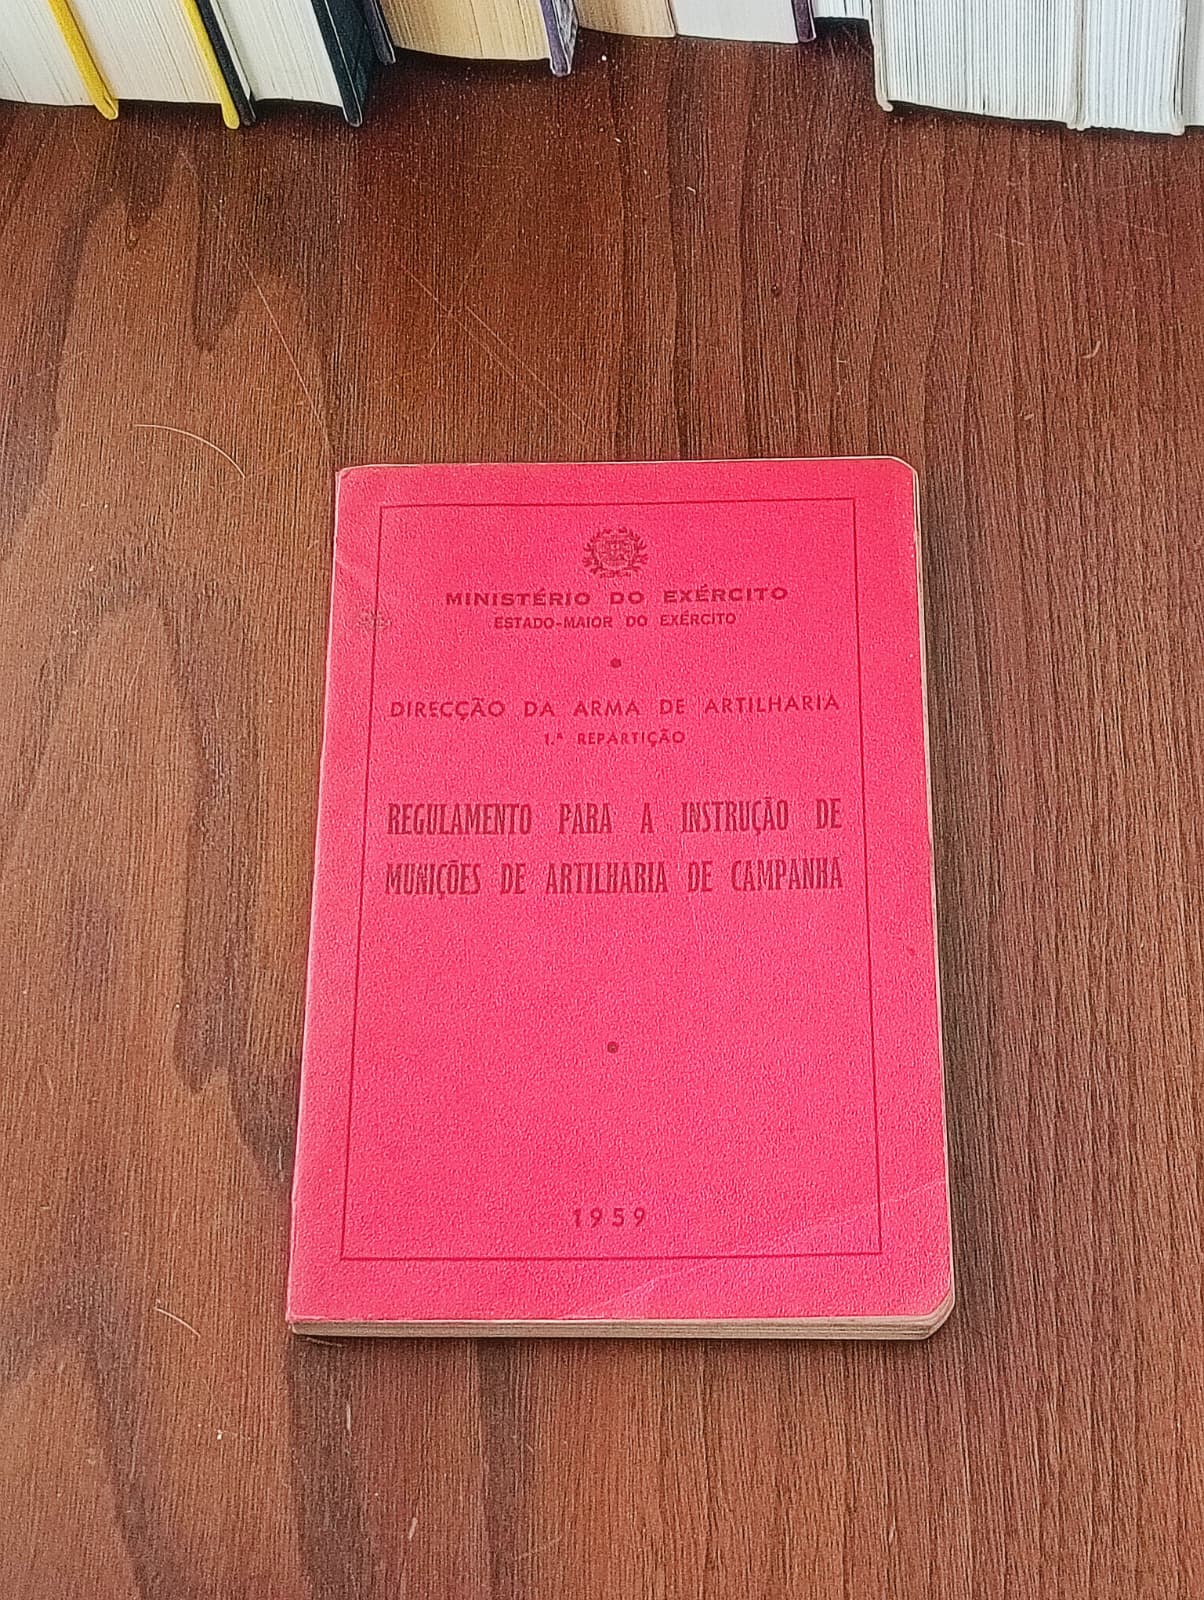 MINISTÉRIO DO EXÉRCITO
ESTADO-MAIOR DO EXÉRCITO
DIRECÇÃO DA ARMA DE ARTILHARIA
1.ª REPARTIÇÃO
REGULAMENTO PARA A INSTRUÇÃO DE
MUNIÇÕES DE ARTILHARIA DE CAMPANHA
1959